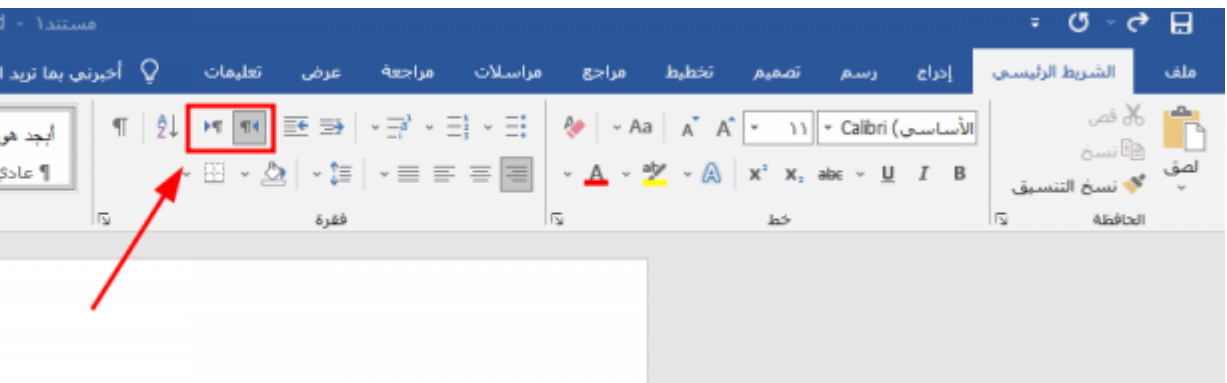 مستند١ -
ملف الشريط الرئيسي إدراج رسم تصميم تخطيط مراجع مراسلات مراجعة عرض تعليمات أخبرني بما تريد
قص
نسخ
نسخ التنسيق
لصق
الحافظة
Calibri (الأساسي ١١ A A Aa
B I U abc x₂ x² A aby A
خط
فقرة
أبجد هو
¶ عادي